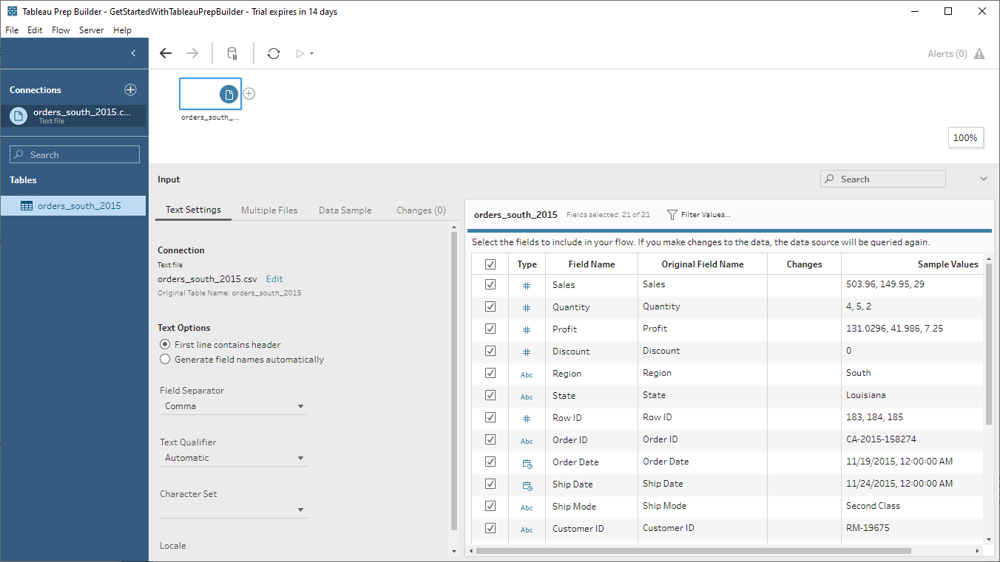 Tableau Prep Builder - GetStartedWithTableauPrepBuilder - Trial expires in 14 days
File Edit Flow Server Help
Alerts (0)
Connections
orders_south_2015.c...
Text file
Search
Tables
orders_south_2015
orders_south_...
100%
Input
Search
Text Settings Multiple Files Data Sample Changes (0)
Connection
Text file
orders_south_2015.csv Edit
Original Table Name: orders_south_2015
Text Options
First line contains header
Generate field names automatically
Field Separator
Comma
Text Qualifier
Automatic
Character Set
Locale
orders_south_2015 Fields selected: 21 of 21 Filter Values...
Select the fields to include in your flow. If you make changes to the data, the data source will be queried again.
Type Field Name Original Field Name Changes Sample Values
# Sales Sales 503.96, 149.95, 29
# Quantity Quantity 4, 5, 2
# Profit Profit 131.0296, 41.986, 7.25
# Discount Discount 0
Abc Region Region South
Abc State State Louisiana
# Row ID Row ID 183, 184, 185
Abc Order ID Order ID CA-2015-158274
Order Date Order Date 11/19/2015, 12:00:00 AM
Ship Date Ship Date 11/24/2015, 12:00:00 AM
Abc Ship Mode Ship Mode Second Class
Abc Customer ID Customer ID RM-19675